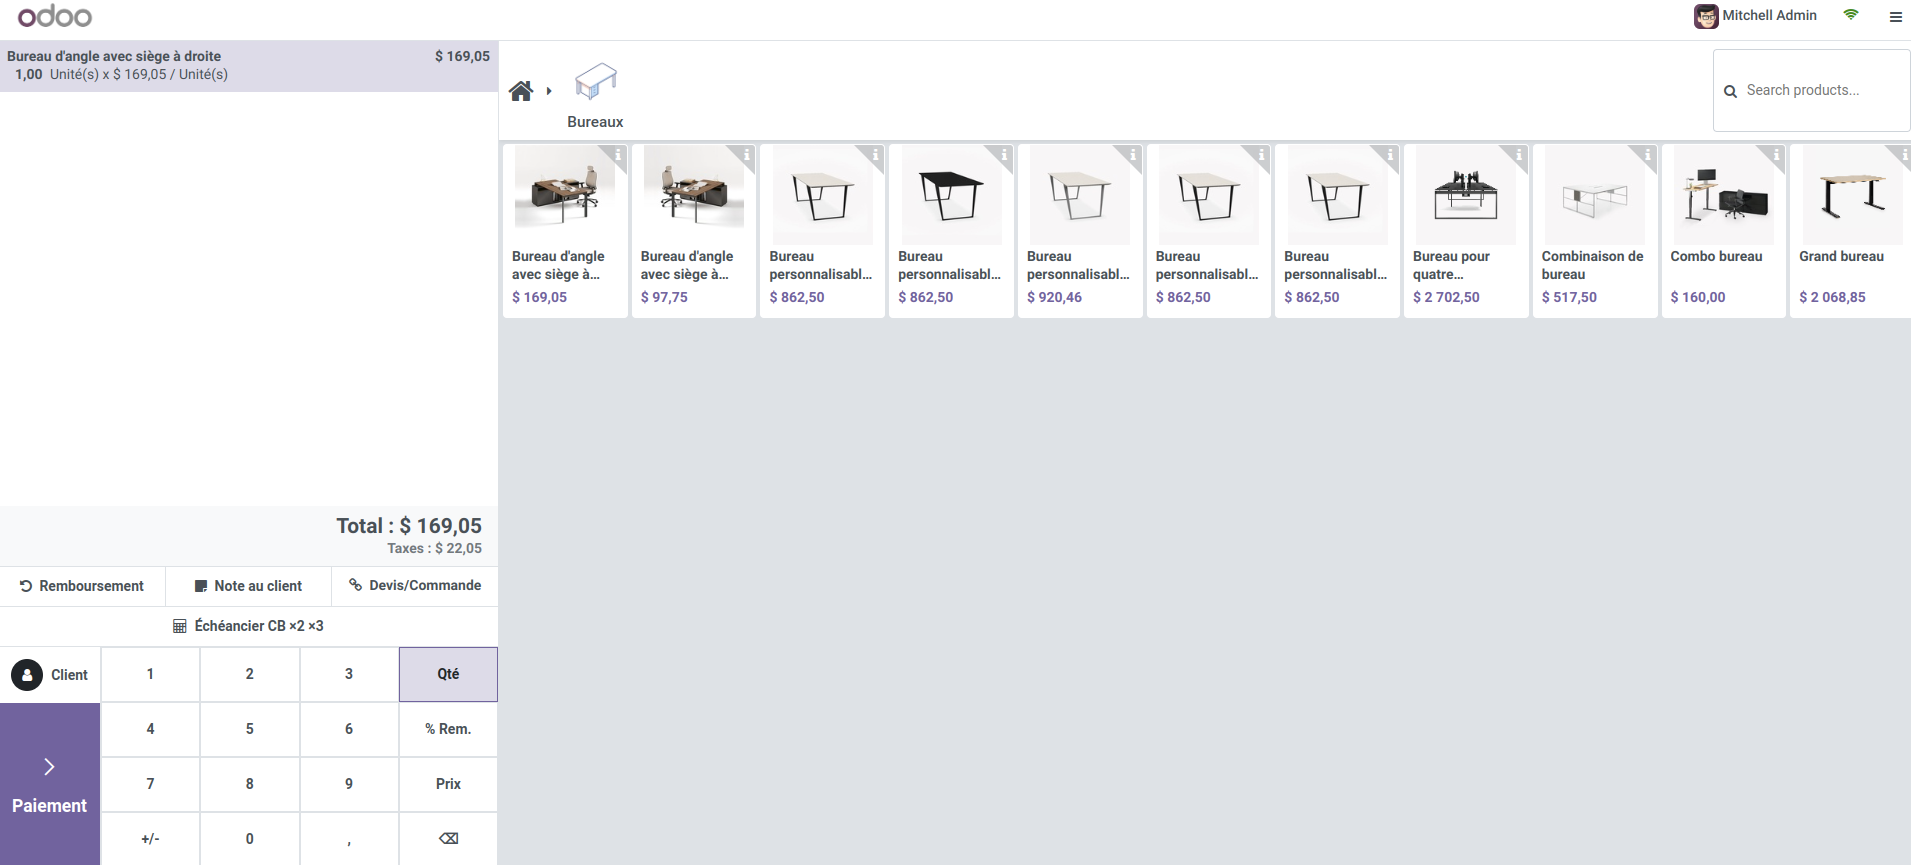 odoo
Mitchell Admin
Bureau d'angle avec siège à droite $ 169,05
1,00 Unité(s) x $ 169,05 / Unité(s)
Bureaux
Search products...
Bureau d'angle
avec siège à...
$ 169,05
Bureau d'angle
avec siège à...
$ 97,75
Bureau
personnalisabl...
$ 862,50
Bureau
personnalisabl...
$ 862,50
Bureau
personnalisabl...
$ 920,46
Bureau
personnalisabl...
$ 862,50
Bureau
personnalisabl...
$ 862,50
Bureau pour
quatre...
$ 2 702,50
Combinaison de
bureau
$ 517,50
Combo bureau
$ 160,00
Grand bureau
$ 2 068,85
Total : $ 169,05
Taxes : $ 22,05
Remboursement Note au client Devis/Commande
Échéancier CB ×2 ×3
Client 1 2 3 Qté
4 5 6 % Rem.
7 8 9 Prix
Paiement
+/- 0 ,